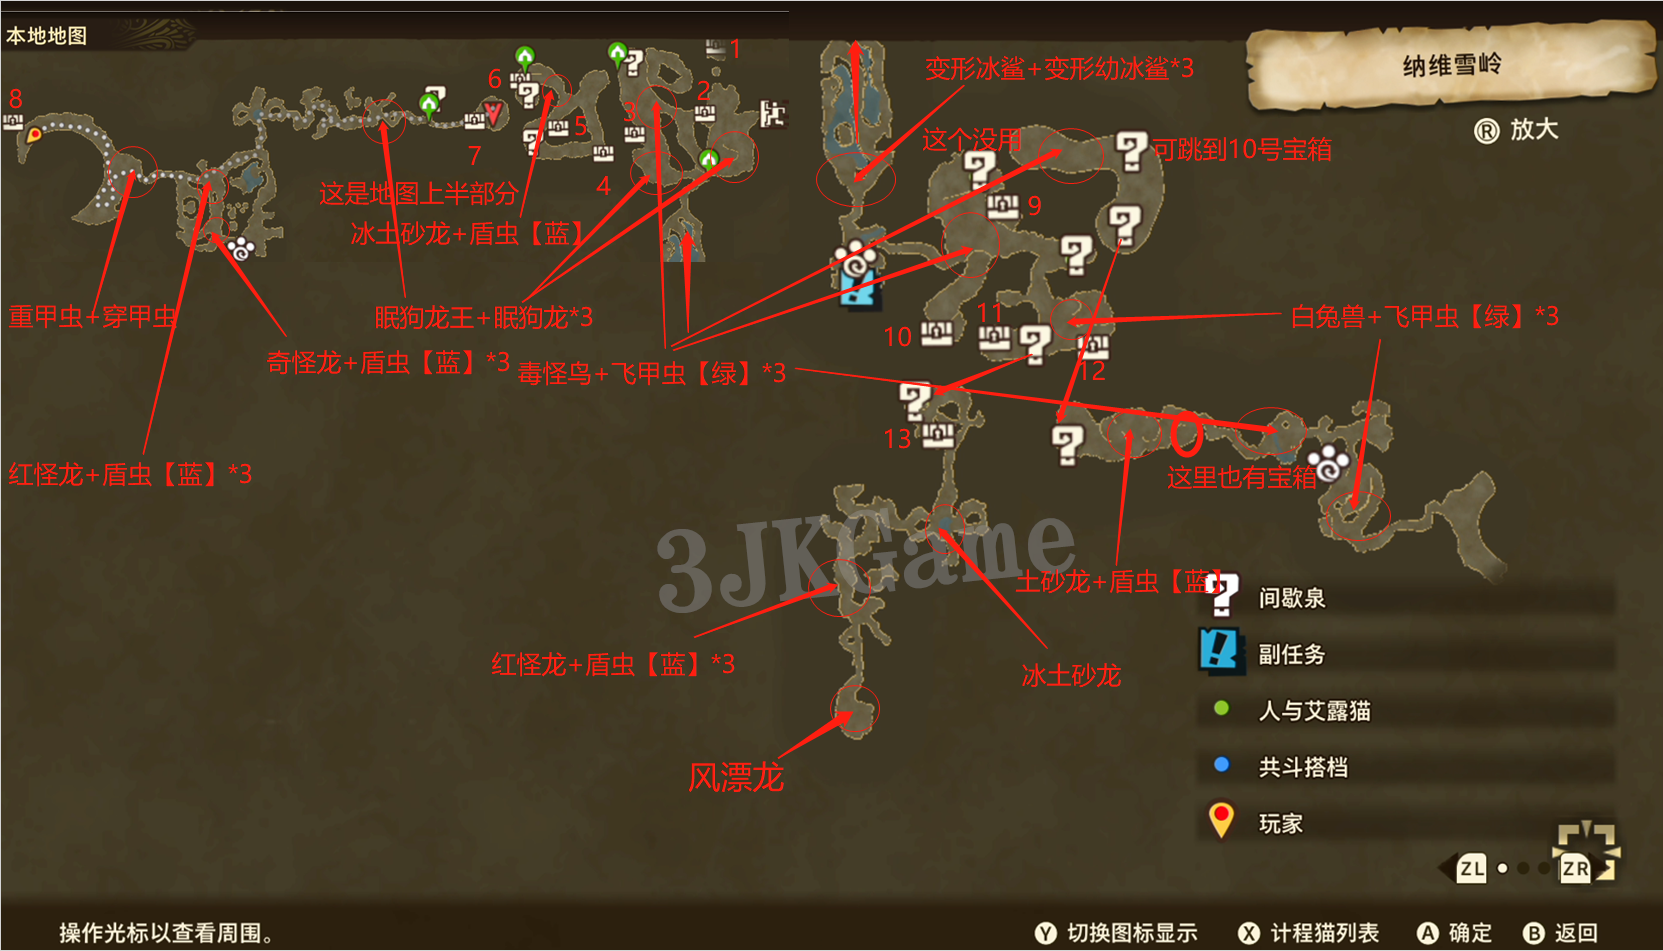 本地地图
纳维雪岭
R 放大
1
2
3
4
5
6
7
8
变形冰鲨+变形幼冰鲨*3
这个没用
可跳到10号宝箱
9
这是地图上半部分
冰土砂龙+盾虫【蓝】
重甲虫+穿甲虫
眠狗龙王+眠狗龙*3
奇怪龙+盾虫【蓝】*3
毒怪鸟+飞甲虫【绿】*3
白兔兽+飞甲虫【绿】*3
10
11
12
13
红怪龙+盾虫【蓝】*3
这里也有宝箱
3JKGame
土砂龙+盾虫【蓝】
红怪龙+盾虫【蓝】*3
冰土砂龙
风漂龙
间歇泉
副任务
人与艾露猫
共斗搭档
玩家
ZL ZR
操作光标以查看周围。
Y 切换图标显示 X 计程猫列表 A 确定 B 返回